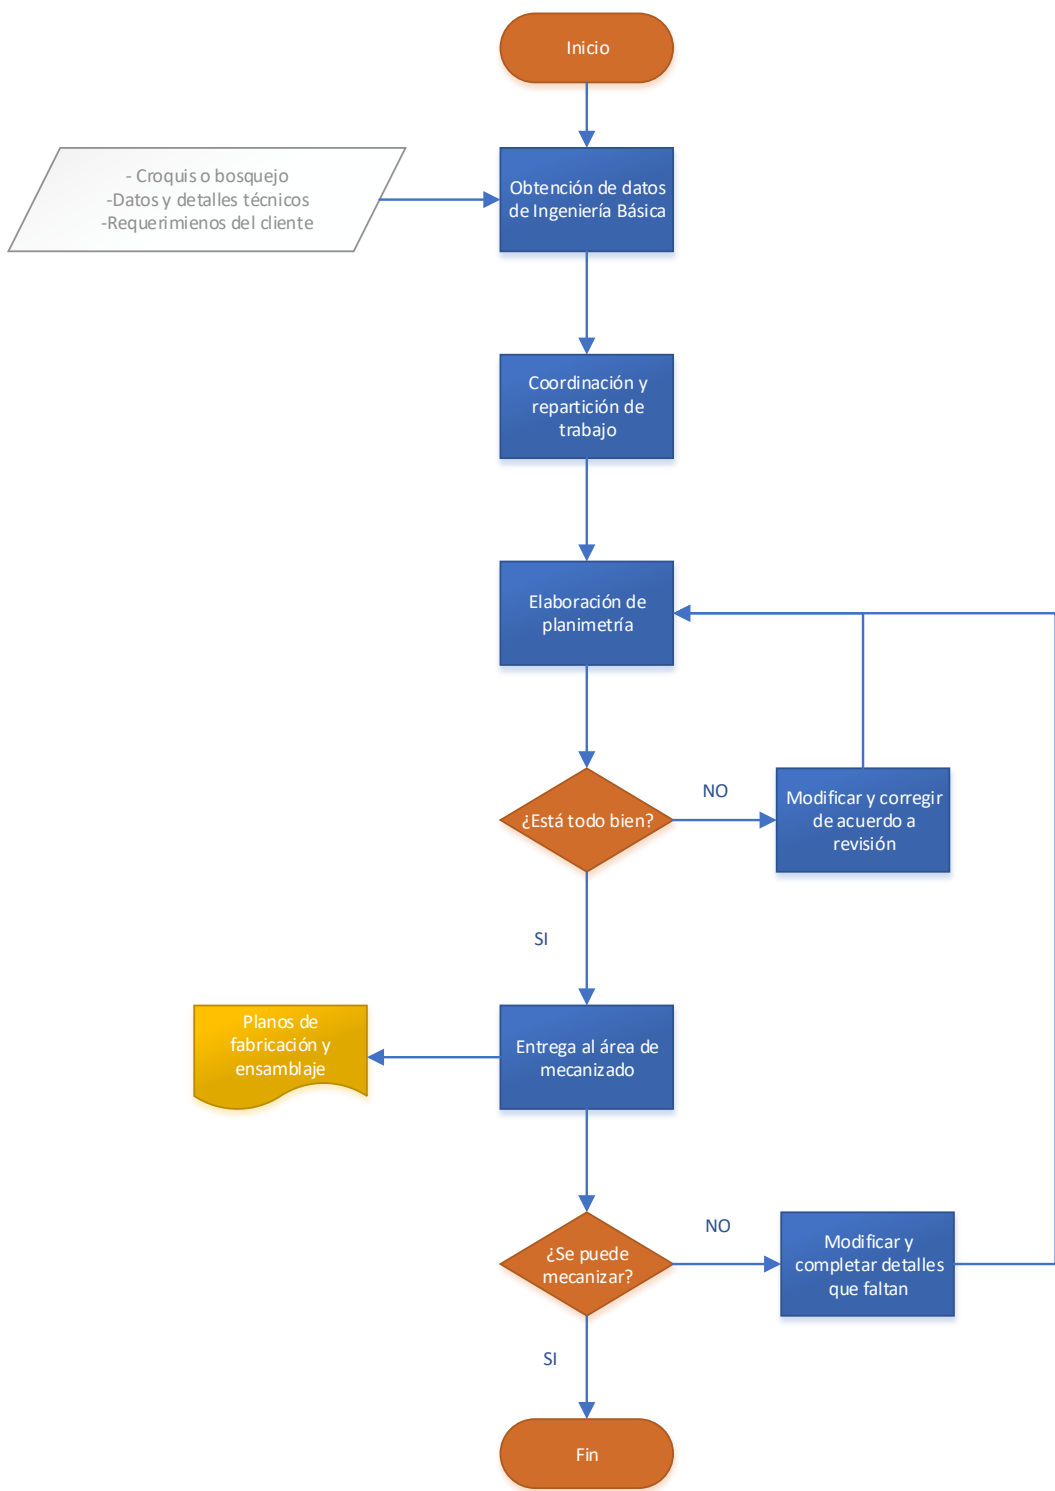 Inicio
- Croquis o bosquejo
-Datos y detalles técnicos
-Requerimienos del cliente
Obtención de datos
de Ingeniería Básica
Coordinación y
repartición de
trabajo
Elaboración de
planimetría
¿Está todo bien?
NO
Modificar y corregir
de acuerdo a
revisión
SI
Planos de
fabricación y
ensamblaje
Entrega al área de
mecanizado
¿Se puede
mecanizar?
NO
Modificar y
completar detalles
que faltan
SI
Fin